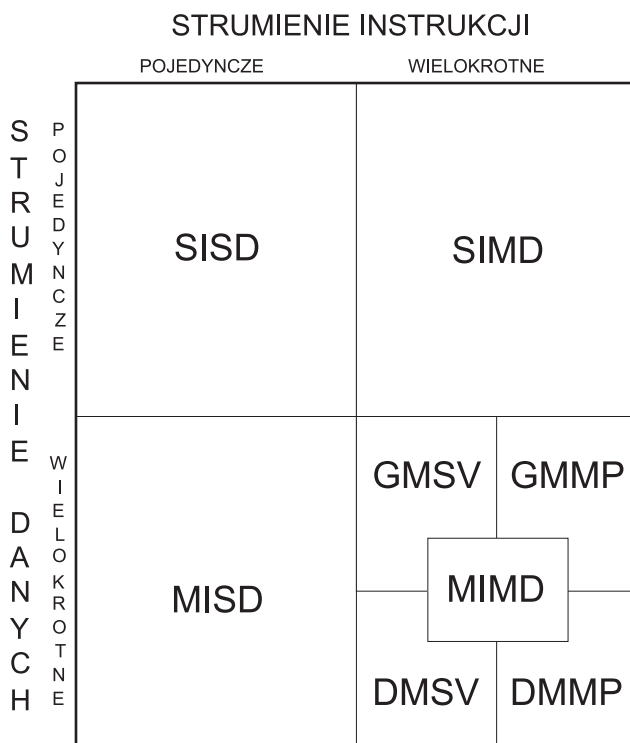 STRUMIENIE INSTRUKCJI
POJEDYNCZE WIELOKROTNE
STRUMIENIE DANYCH
POJEDYNCZE
WIELOKROTNE
SISD SIMD
GMSV GMMP
MISD MIMD
DMSV DMMP